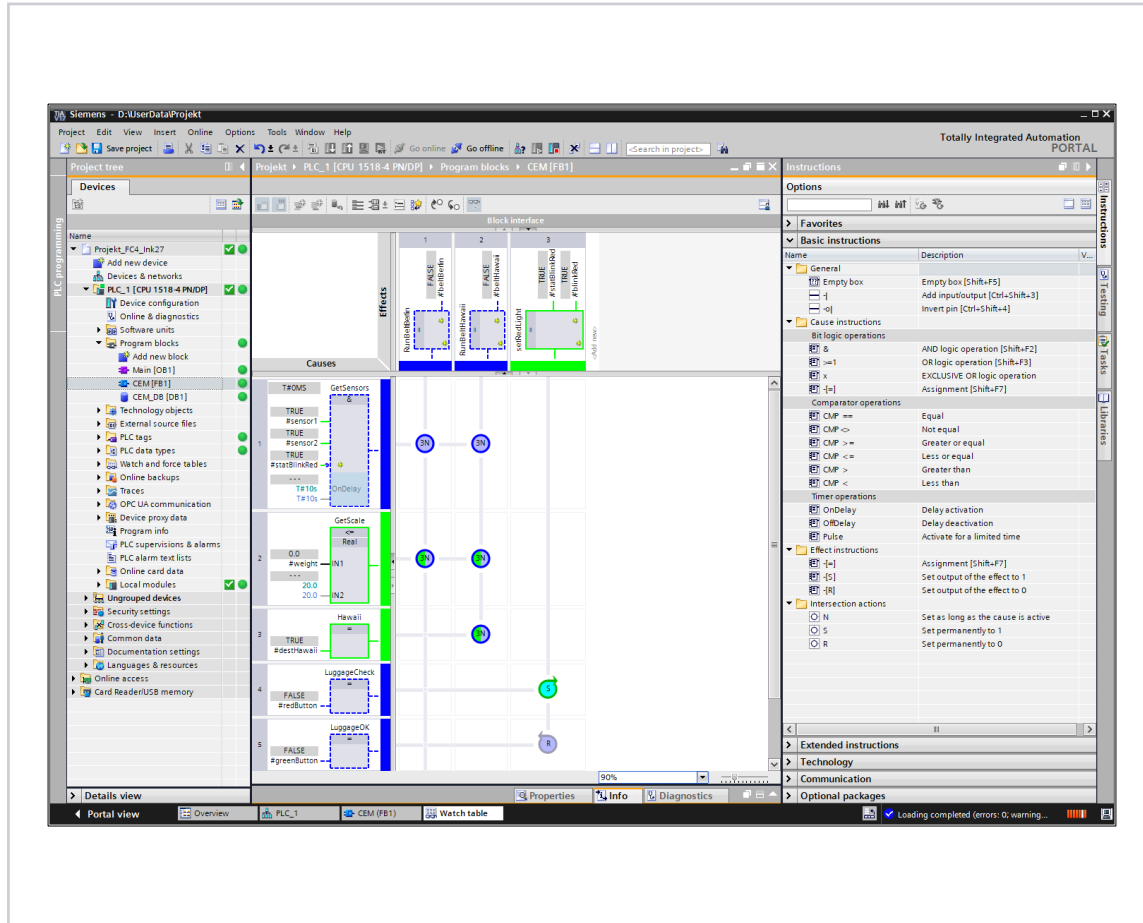 Siemens - D:\UserData\Projekt
Project Edit View Insert Online Options Tools Window Help
Totally Integrated Automation
PORTAL
Save project
Go online
Go offline
<Search in project>
Project tree
Devices
PLC programming
Name
Projekt_FC4_Ink27
Add new device
Devices & networks
PLC_1 [CPU 1518-4 PN/DP]
Device configuration
Online & diagnostics
Software units
Program blocks
Add new block
Main [OB1]
CEM [FB1]
CEM_DB [DB1]
Technology objects
External source files
PLC tags
PLC data types
Watch and force tables
Online backups
Traces
OPC UA communication
Device proxy data
Program info
PLC supervisions & alarms
PLC alarm text lists
Online card data
Local modules
Ungrouped devices
Security settings
Cross-device functions
Common data
Documentation settings
Languages & resources
Online access
Card Reader/USB memory
Details view
Projekt PLC_1 [CPU 1518-4 PN/DP] Program blocks CEM [FB1]
Block interface
Effects
Causes
1 2 3
FALSE
#beltBerlin
RunBeltBerlin
FALSE
#beltHawaii
RunBeltHawaii
TRUE
#statBlinkRed
TRUE
#blinkRed
setRedLight
<Add new>
1
T#0MS GetSensors
&
TRUE
#sensor1
TRUE
#sensor2
TRUE
#statBlinkRed
---
T#10s OnDelay
T#10s
3N 3N
2
GetScale
<=
Real
0.0
#weight IN1
---
20.0
20.0 IN2
3N 3N
3
Hawaii
=
TRUE
#destHawaii
3N
4
LuggageCheck
=
FALSE
#redButton
S
5
LuggageOK
=
FALSE
#greenButton
R
90%
Properties Info Diagnostics
Instructions
Options
Favorites
Basic instructions
Name Description V...
General
Empty box Empty box [Shift+F5]
-| Add input/output [Ctrl+Shift+3]
-o| Invert pin [Ctrl+Shift+4]
Cause instructions
Bit logic operations
& AND logic operation [Shift+F2]
>=1 OR logic operation [Shift+F3]
x EXCLUSIVE OR logic operation
-[=] Assignment [Shift+F7]
Comparator operations
CMP == Equal
CMP <> Not equal
CMP >= Greater or equal
CMP <= Less or equal
CMP > Greater than
CMP < Less than
Timer operations
OnDelay Delay activation
OffDelay Delay deactivation
Pulse Activate for a limited time
Effect instructions
-[=] Assignment [Shift+F7]
-[S] Set output of the effect to 1
-[R] Set output of the effect to 0
Intersection actions
N Set as long as the cause is active
S Set permanently to 1
R Set permanently to 0
Extended instructions
Technology
Communication
Optional packages
Instructions
Testing
Tasks
Libraries
Portal view Overview PLC_1 CEM (FB1) Watch table
Loading completed (errors: 0; warning...